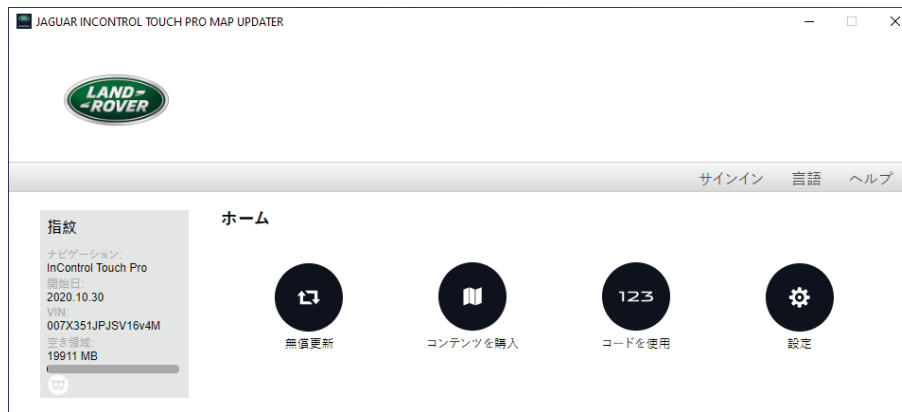 JAGUAR INCONTROL TOUCH PRO MAP UPDATER
LAND-
-ROVER
サインイン 言語 ヘルプ
指紋
ナビゲーション:
InControl Touch Pro
開始日:
2020.10.30
VIN:
007X351JPJSV16v4M
空き領域:
19911 MB
ホーム
123
無償更新 コンテンツを購入 コードを使用 設定